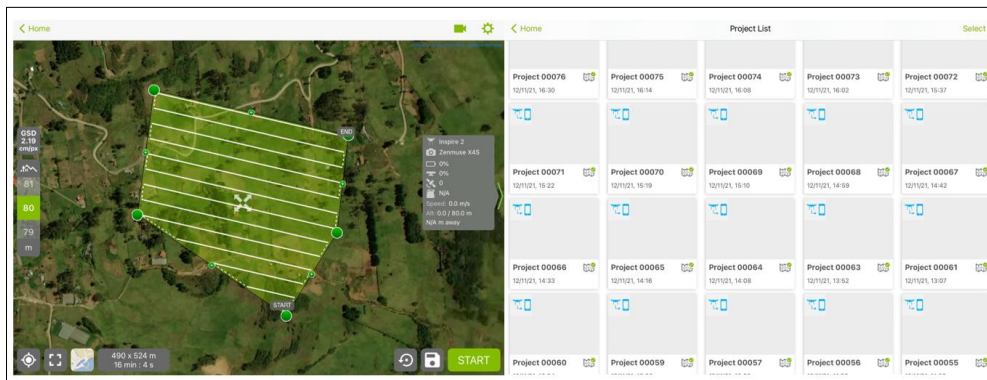 Home
GSD
2.19
cm/px
81
80
79
m
END
START
Inspire 2
Zenmuse X4S
0%
0%
0
N/A
Speed: 0.0 m/s
Alt: 0.0 / 80.0 m
N/A m away
490 x 524 m
16 min : 4 s
START
Home
Project List
Select
Project 00076
Project 00075
Project 00074
Project 00073
Project 00072
12/11/21, 16:30
12/11/21, 16:14
12/11/21, 16:08
12/11/21, 16:02
12/11/21, 15:37
Project 00071
Project 00070
Project 00069
Project 00068
Project 00067
12/11/21, 15:22
12/11/21, 15:19
12/11/21, 15:10
12/11/21, 14:59
12/11/21, 14:42
Project 00066
Project 00065
Project 00064
Project 00063
Project 00061
12/11/21, 14:33
12/11/21, 14:16
12/11/21, 14:08
12/11/21, 13:52
12/11/21, 13:07
Project 00060
Project 00059
Project 00057
Project 00056
Project 00055